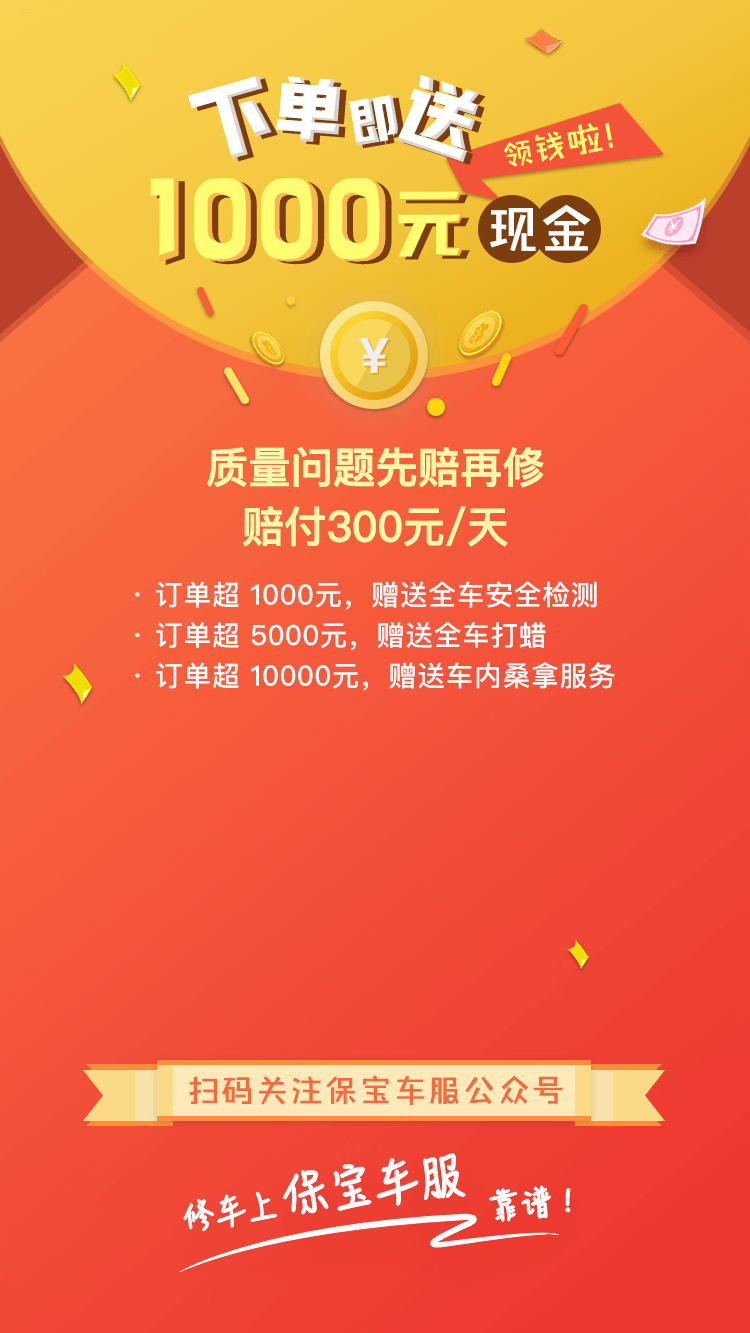 下单即送
领钱啦!
1000元现金
¥
质量问题先赔再修
赔付300元/天
· 订单超 1000元，赠送全车安全检测
· 订单超 5000元，赠送全车打蜡
· 订单超 10000元，赠送车内桑拿服务
扫码关注保宝车服公众号
修车上保宝车服靠谱!